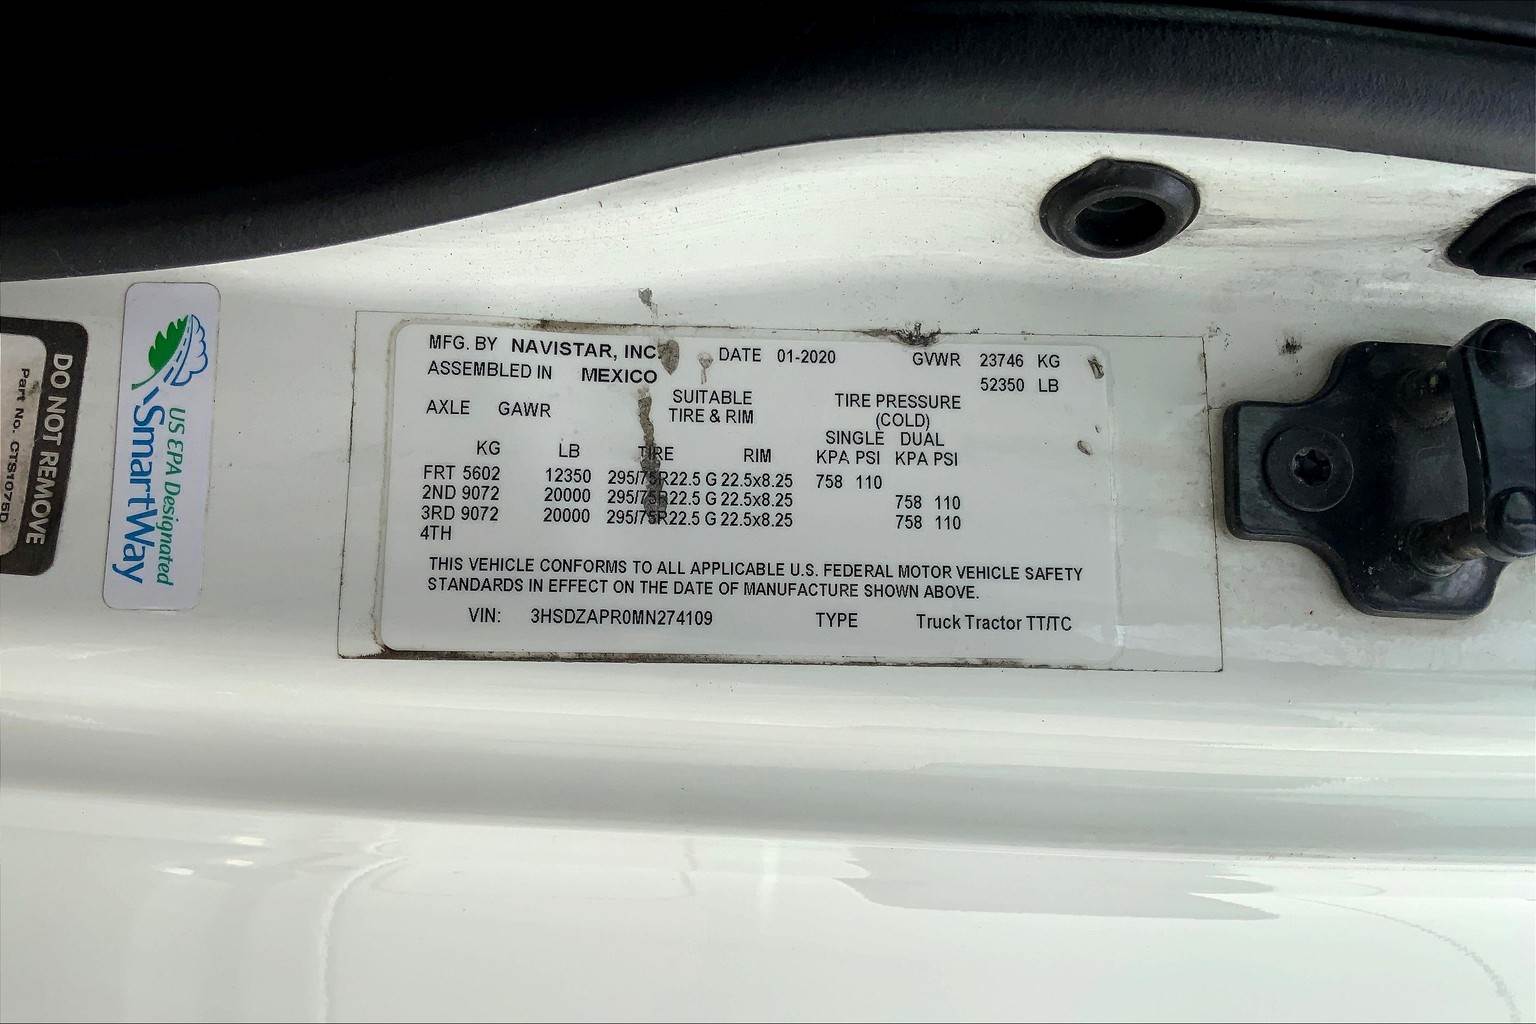 DO NOT REMOVE
Part No. CTS1075D
US EPA Designated
SmartWay
MFG. BY NAVISTAR, INC. DATE 01-2020 GVWR 23746 KG
ASSEMBLED IN MEXICO 52350 LB
AXLE GAWR SUITABLE TIRE PRESSURE
TIRE & RIM (COLD)
SINGLE DUAL
KG LB TIRE RIM KPA PSI KPA PSI
FRT 5602 12350 295/75R22.5 G 22.5x8.25 758 110
2ND 9072 20000 295/75R22.5 G 22.5x8.25 758 110
3RD 9072 20000 295/75R22.5 G 22.5x8.25 758 110
4TH
THIS VEHICLE CONFORMS TO ALL APPLICABLE U.S. FEDERAL MOTOR VEHICLE SAFETY
STANDARDS IN EFFECT ON THE DATE OF MANUFACTURE SHOWN ABOVE.
VIN: 3HSDZAPR0MN274109 TYPE Truck Tractor TT/TC